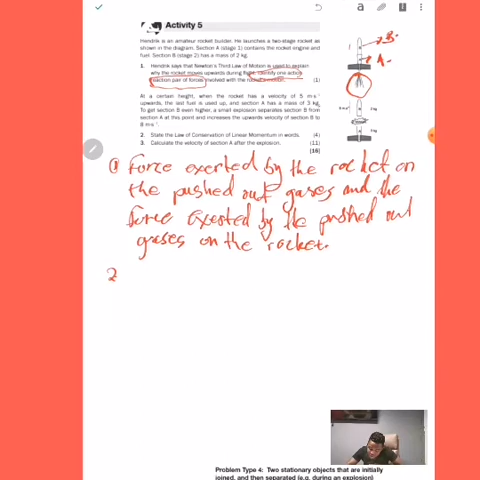 Activity 5
Hendrik is an amateur rocket builder. He launches a two-stage rocket as
shown in the diagram. Section A (stage 1) contains the rocket engine and
fuel. Section B (stage 2) has a mass of 2 kg.
1. Hendrik says that Newton's Third Law of Motion is used to explain
why the rocket moves upwards during flight. Identify one action
reaction pair of forces involved with the rocket's motion. (1)
At a certain height, when the rocket has a velocity of 5 m·s⁻¹
upwards, the last fuel is used up, and section A has a mass of 3 kg.
To get section B even higher, a small explosion separates section B from
section A at this point and increases the upwards velocity of section B to
8 m·s⁻¹.
2. State the Law of Conservation of Linear Momentum in words. (4)
3. Calculate the velocity of section A after the explosion. (11)
[16]
B.
A.
① Force exerted by the rocket on
the pushed out gases and the
force exerted by the pushed out
gases on the rocket.
2
Problem Type 4: Two stationary objects that are initially
joined, and then separated (e.g. during an explosion)